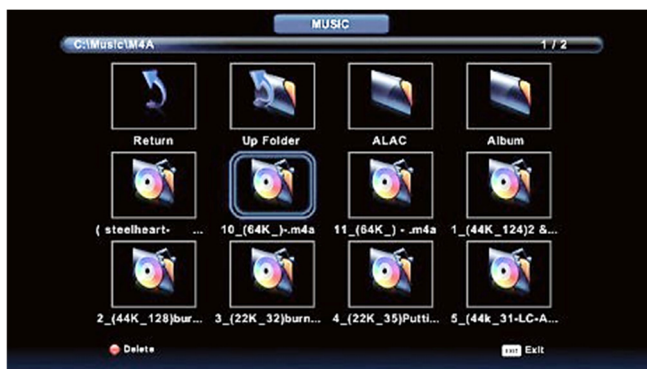 MUSIC
C:\Music\M4A 1 / 2
Return Up Folder ALAC Album
( steelheart- ... 10_(64K_)-.m4a 11_(64K_) - .m4a 1_(44K_124)2 &...
2_(44K_128)bur... 3_(22K_32)burn... 4_(22K_35)Putti... 5_(44k_31-LC-A...
Delete EXIT Exit